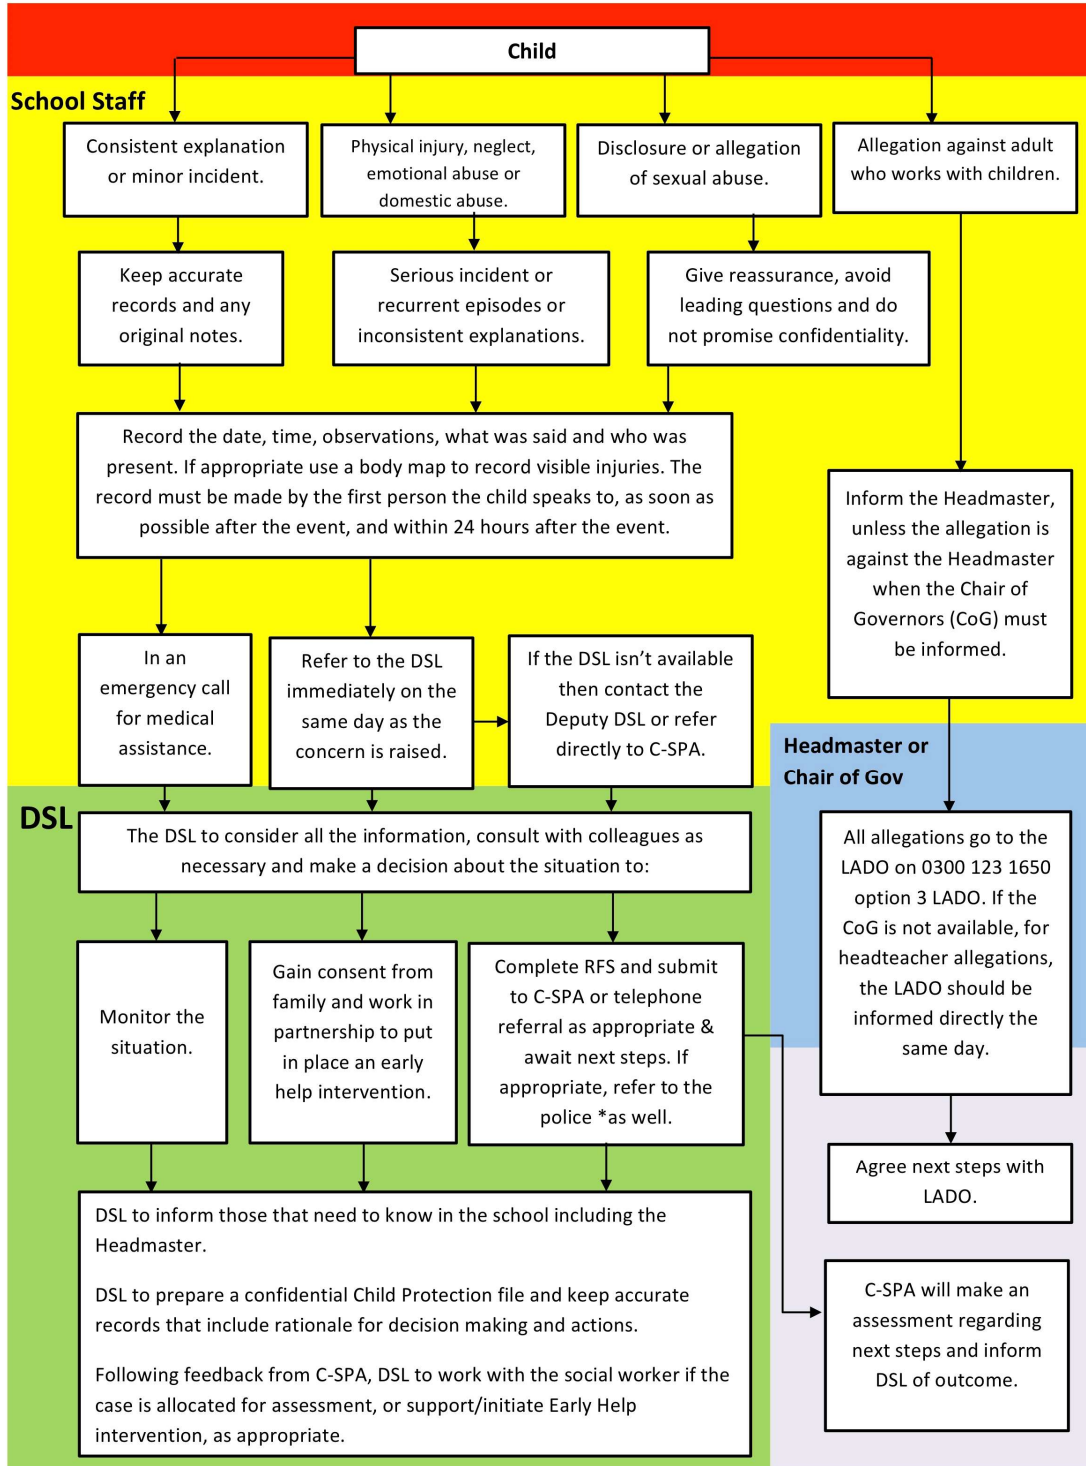 Child
School Staff
Consistent explanation
or minor incident.
Physical injury, neglect,
emotional abuse or
domestic abuse.
Disclosure or allegation
of sexual abuse.
Allegation against adult
who works with children.
Keep accurate
records and any
original notes.
Serious incident or
recurrent episodes or
inconsistent explanations.
Give reassurance, avoid
leading questions and do
not promise confidentiality.
Record the date, time, observations, what was said and who was
present. If appropriate use a body map to record visible injuries. The
record must be made by the first person the child speaks to, as soon as
possible after the event, and within 24 hours after the event.
Inform the Headmaster,
unless the allegation is
against the Headmaster
when the Chair of
Governors (CoG) must
be informed.
In an
emergency call
for medical
assistance.
Refer to the DSL
immediately on the
same day as the
concern is raised.
If the DSL isn’t available
then contact the
Deputy DSL or refer
directly to C-SPA.
Headmaster or
Chair of Gov
DSL
The DSL to consider all the information, consult with colleagues as
necessary and make a decision about the situation to:
All allegations go to the
LADO on 0300 123 1650
option 3 LADO. If the
CoG is not available, for
headteacher allegations,
the LADO should be
informed directly the
same day.
Monitor the
situation.
Gain consent from
family and work in
partnership to put
in place an early
help intervention.
Complete RFS and submit
to C-SPA or telephone
referral as appropriate &
await next steps. If
appropriate, refer to the
police *as well.
Agree next steps with
LADO.
DSL to inform those that need to know in the school including the
Headmaster.
DSL to prepare a confidential Child Protection file and keep accurate
records that include rationale for decision making and actions.
Following feedback from C-SPA, DSL to work with the social worker if the
case is allocated for assessment, or support/initiate Early Help
intervention, as appropriate.
C-SPA will make an
assessment regarding
next steps and inform
DSL of outcome.